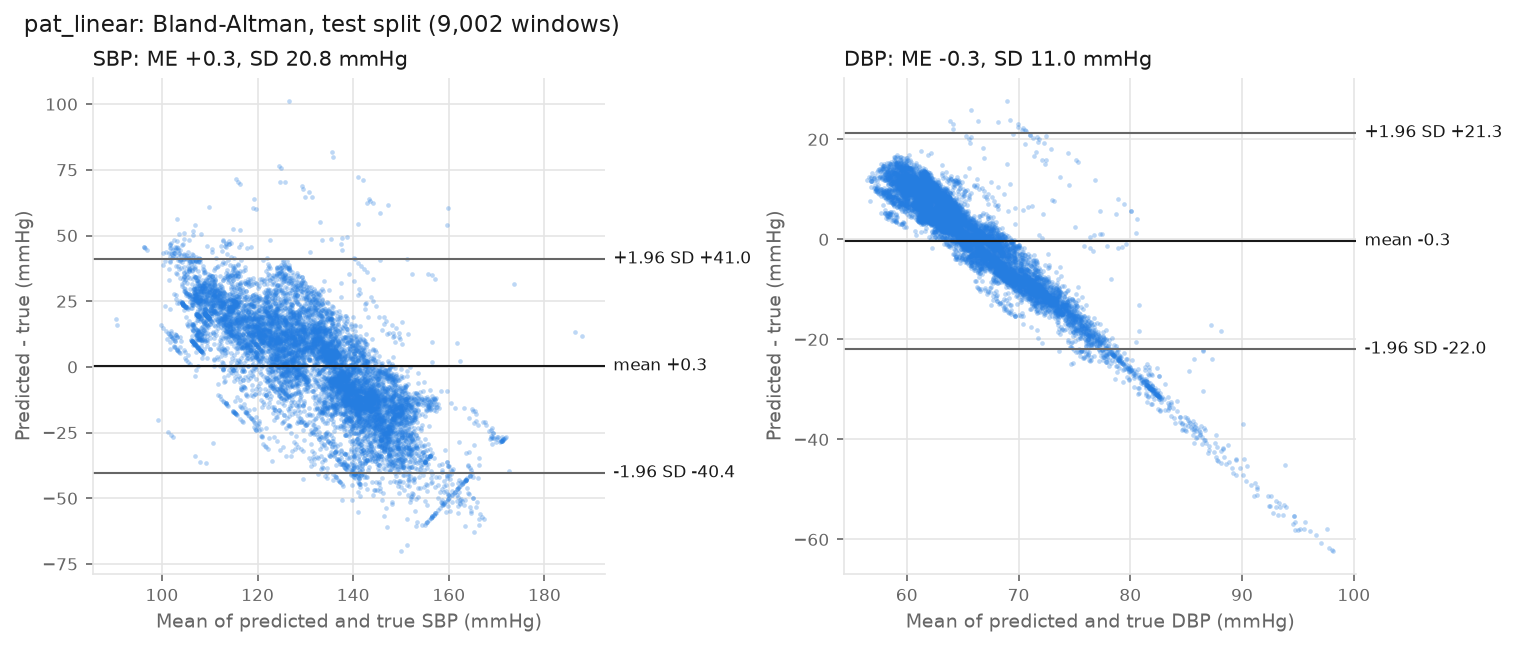 pat_linear: Bland-Altman, test split (9,002 windows)
SBP: ME +0.3, SD 20.8 mmHg
Predicted - true (mmHg)
100
75
50
25
0
−25
−50
−75
+1.96 SD +41.0
mean +0.3
-1.96 SD -40.4
100 120 140 160 180
Mean of predicted and true SBP (mmHg)
DBP: ME -0.3, SD 11.0 mmHg
Predicted - true (mmHg)
20
0
−20
−40
−60
+1.96 SD +21.3
mean -0.3
-1.96 SD -22.0
60 70 80 90 100
Mean of predicted and true DBP (mmHg)